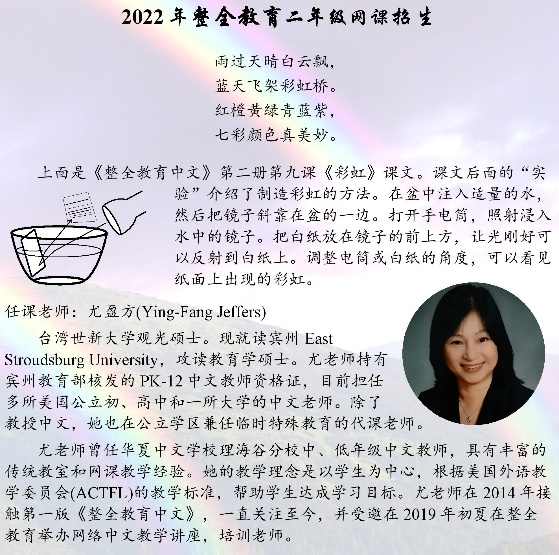 2022年整全教育二年级网课招生
雨过天晴白云飘，
蓝天飞架彩虹桥。
红橙黄绿青蓝紫，
七彩颜色真美妙。
上面是《整全教育中文》第二册第九课《彩虹》课文。课文后面的“实
验”介绍了制造彩虹的方法。在盆中注入适量的水，
然后把镜子斜靠在盆的一边。打开手电筒，照射浸入
水中的镜子。把白纸放在镜子的前上方，让光刚好可
以反射到白纸上。调整电筒或白纸的角度，可以看见
纸面上出现的彩虹。
任课老师：尤盈方(Ying-Fang Jeffers)
台湾世新大学观光硕士。现就读宾州 East
Stroudsburg University，攻读教育学硕士。尤老师持有
宾州教育部核发的 PK-12 中文教师资格证，目前担任
多所美国公立初、高中和一所大学的中文老师。除了
教授中文，她也在公立学区兼任临时特殊教育的代课老师。
尤老师曾任华夏中文学校理海谷分校中、低年级中文教师，具有丰富的
传统教室和网课教学经验。她的教学理念是以学生为中心，根据美国外语教
学委员会(ACTFL)的教学标准，帮助学生达成学习目标。尤老师在 2014 年接
触第一版《整全教育中文》，一直关注至今，并受邀在 2019 年初夏在整全
教育举办网络中文教学讲座，培训老师。